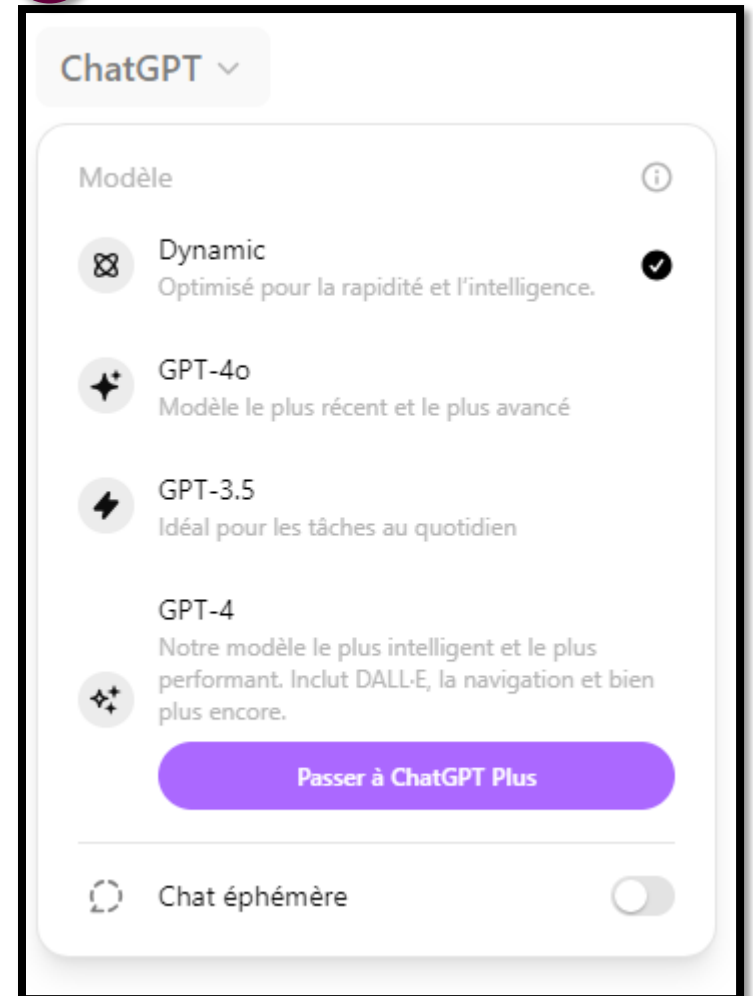 ChatGPT
Modèle
Dynamic
Optimisé pour la rapidité et l'intelligence.
GPT-4o
Modèle le plus récent et le plus avancé
GPT-3.5
Idéal pour les tâches au quotidien
GPT-4
Notre modèle le plus intelligent et le plus
performant. Inclut DALL·E, la navigation et bien
plus encore.
Passer à ChatGPT Plus
Chat éphémère